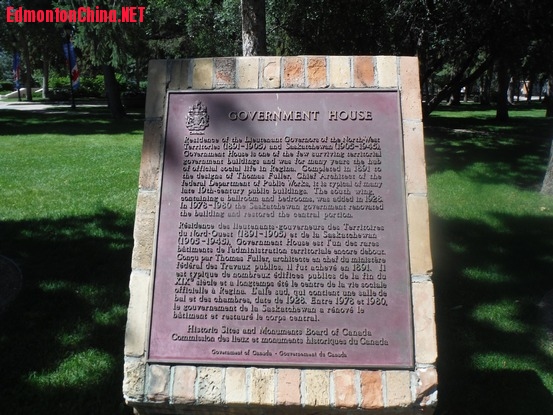 EdmontonChina.NET
GOVERNMENT HOUSE
Residence of the Lieutenant Governors of the North-West
Territories (1891-1905) and Saskatchewan (1905-1945),
Government House is one of the few surviving territorial
government buildings and was for many years the hub
of official social life in Regina. Completed in 1891 to
the designs of Thomas Fuller, Chief Architect of the
federal Department of Public Works, it is typical of many
late 19th-century public buildings. The south wing,
containing a ballroom and bedrooms, was added in 1928.
In 1978-1980 the Saskatchewan government renovated
the building and restored the central portion.
Résidence des lieutenants-gouverneurs des Territoires
du Nord-Ouest (1891-1905) et de la Saskatchewan
(1905-1945), Government House est l'un des rares
bâtiments de l'administration territoriale encore debout.
Conçu par Thomas Fuller, architecte en chef du ministère
fédéral des Travaux publics, il fut achevé en 1891. Il
est typique de nombreux édifices publics de la fin du
XIXe siècle et a longtemps été le centre de la vie sociale
officielle à Regina. L'aile sud, qui contient une salle de
bal et des chambres, date de 1928. Entre 1978 et 1980,
le gouvernement de la Saskatchewan a rénové le
bâtiment et restauré le corps central.
Historic Sites and Monuments Board of Canada
Commission des lieux et monuments historiques du Canada
Government of Canada - Gouvernement du Canada